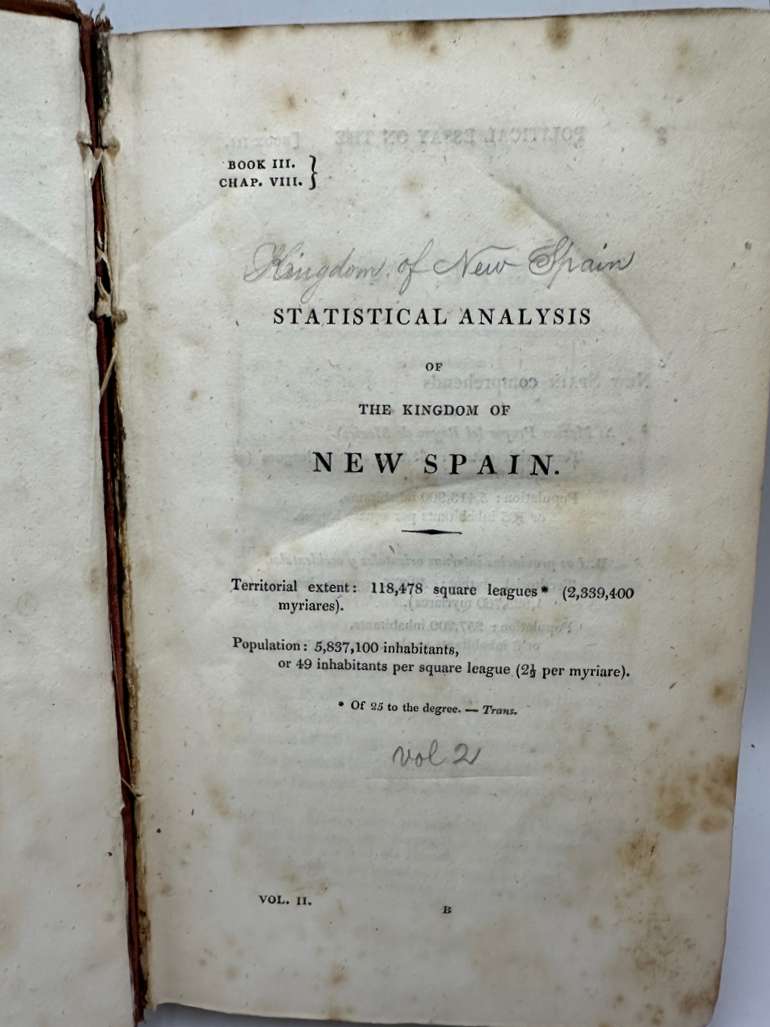 BOOK III.
CHAP. VIII.
Kingdom of New Spain
STATISTICAL ANALYSIS
OF
THE KINGDOM OF
NEW SPAIN.
Territorial extent: 118,478 square leagues* (2,339,400
myriares).
Population: 5,837,100 inhabitants,
or 49 inhabitants per square league (2½ per myriare).
* Of 25 to the degree. — Trans.
vol 2
VOL. II.
B